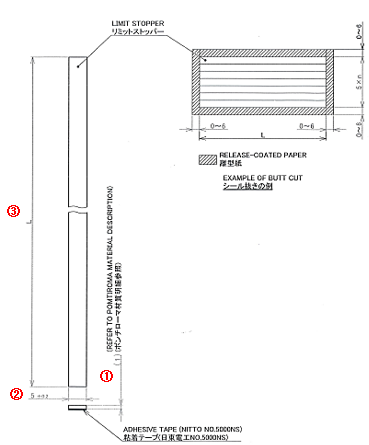 LIMIT STOPPER
リミットストッパー
0~6
5×n
0~6
0~6
L
0~6
RELEASE-COATED PAPER
離型紙
EXAMPLE OF BUTT CUT
シール抜きの例
③
L
(REFER TO POMTIROMA MATERIAL DESCRIPTION)
(1)(ポンチローマ材質明細参照)
①
②
5
ADHESIVE TAPE (NITTO NO.5000NS)
粘着テープ(日東電工NO.5000NS)